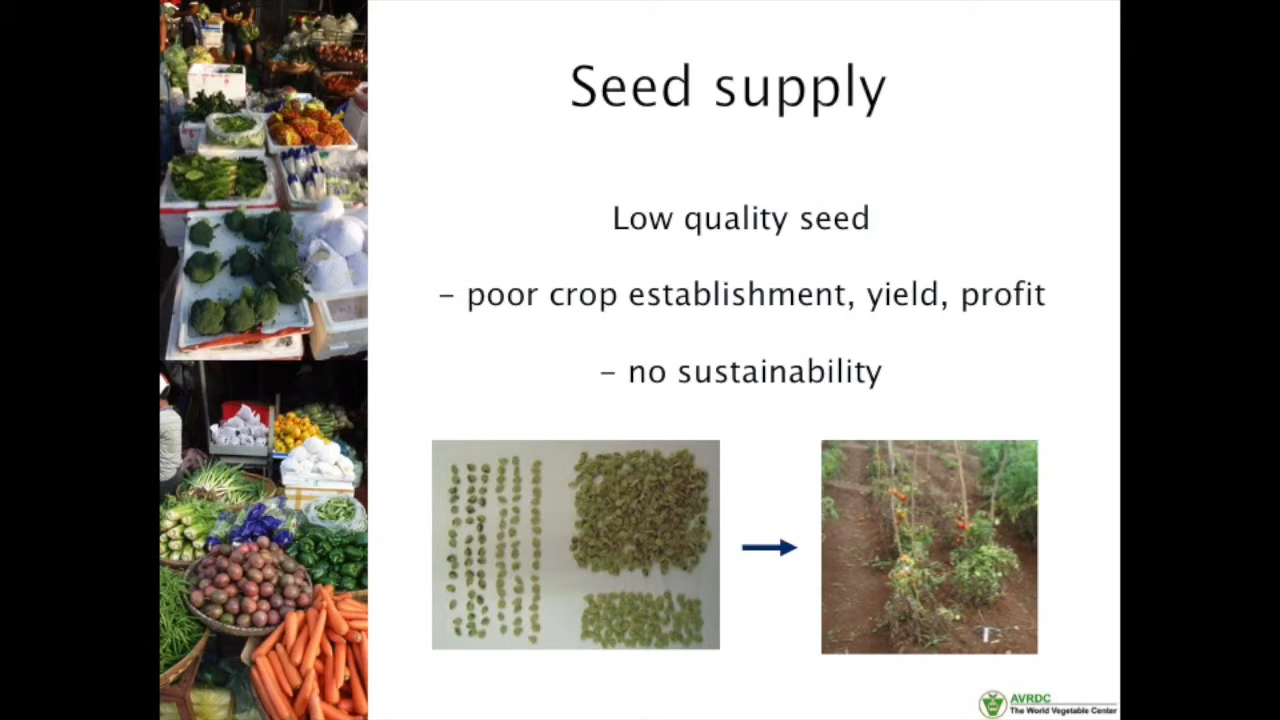 Seed supply
Low quality seed
– poor crop establishment, yield, profit
– no sustainability
AVRDC
The World Vegetable Center